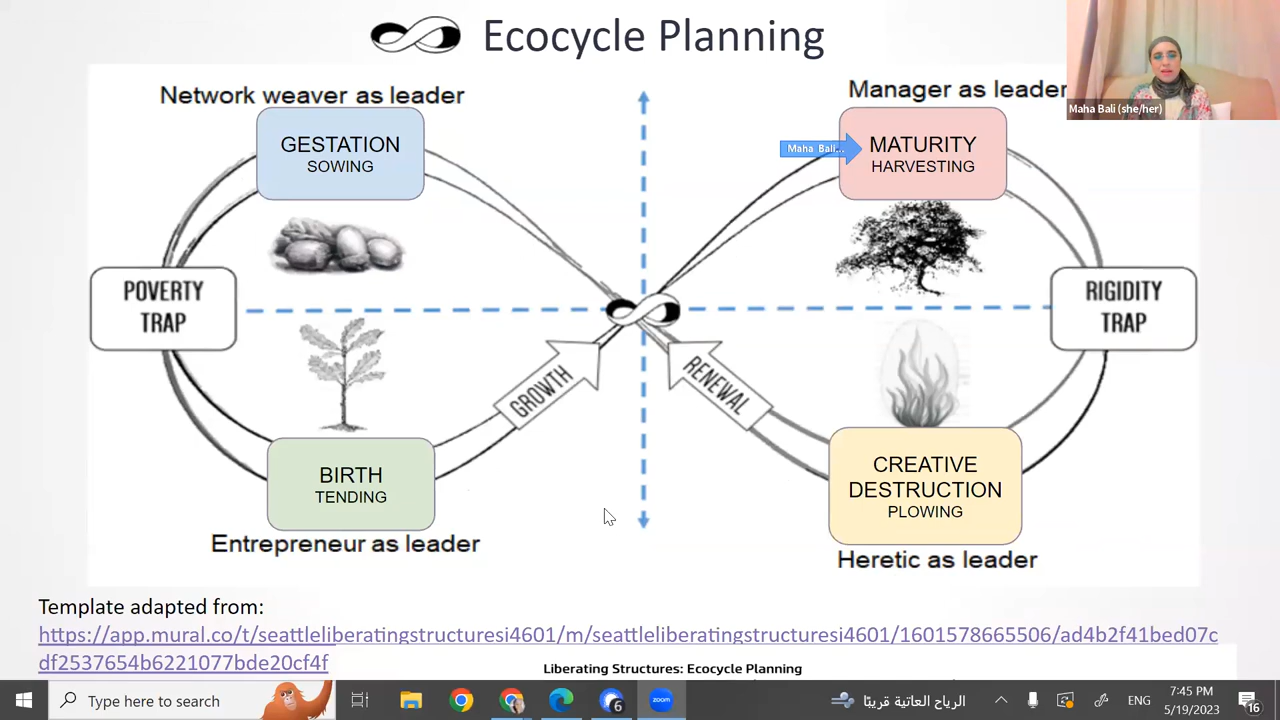 Ecocycle Planning
Network weaver as leader
Manager as leader
Maha Bali (she/her)
GESTATION
SOWING
Maha Bali...
MATURITY
HARVESTING
POVERTY
TRAP
RIGIDITY
TRAP
GROWTH
RENEWAL
BIRTH
TENDING
CREATIVE
DESTRUCTION
PLOWING
Entrepreneur as leader
Heretic as leader
Template adapted from:
https://app.mural.co/t/seattleliberatingstructuresi4601/m/seattleliberatingstructuresi4601/1601578665506/ad4b2f41bed07c
df2537654b6221077bde20cf4f
Liberating Structures: Ecocycle Planning
Type here to search
6
zoom
الرياح العاتية قريبًا
ENG
7:45 PM
5/19/2023
16